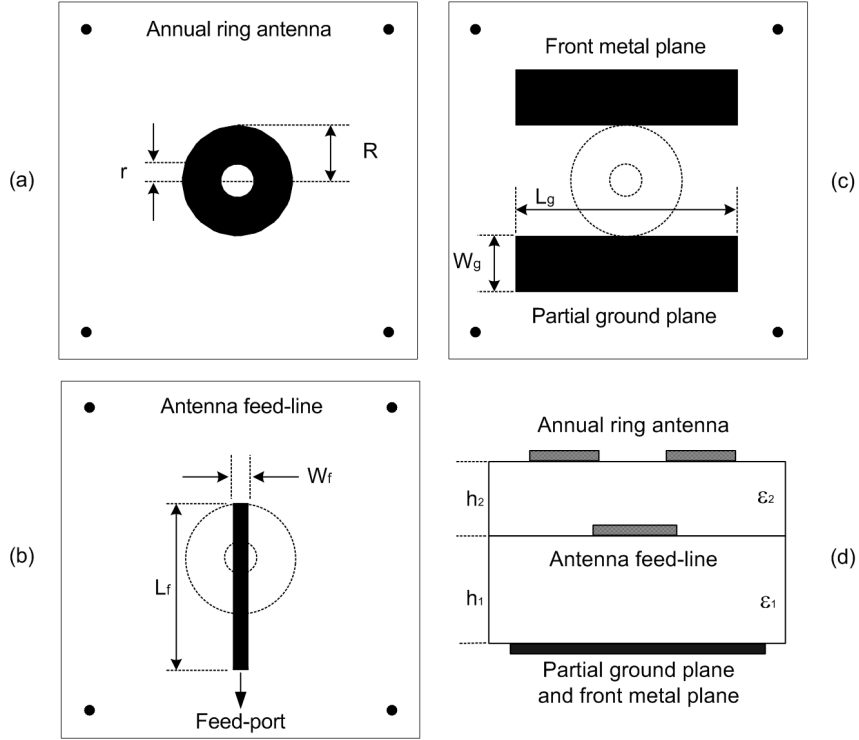 Annual ring antenna
R
r
(a)
Front metal plane
Lg
Wg
Partial ground plane
(c)
Antenna feed-line
Wf
Lf
(b)
Feed-port
Annual ring antenna
h2
ε2
Antenna feed-line
(d)
h1
ε1
Partial ground plane
and front metal plane